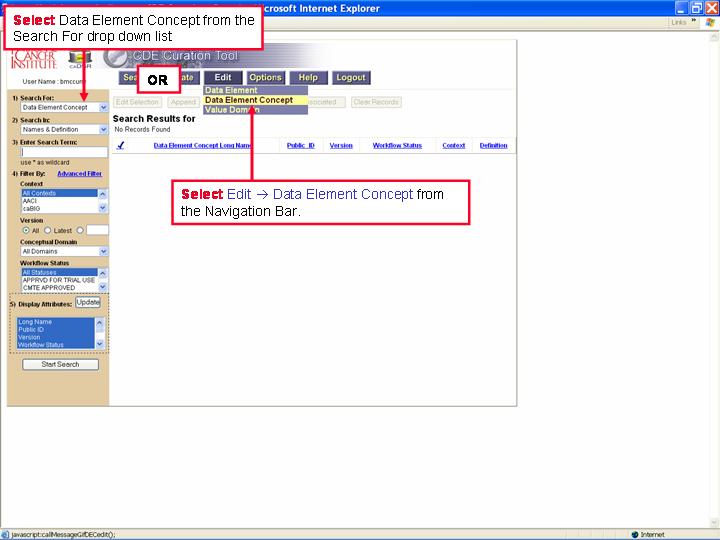 icrosoft Internet Explorer
Select Data Element Concept from the
Search For drop down list
Links »
CANCER
INSTITUTE
caDSR
CDE Curation Tool
User Name : bmccurr
OR
Edit Options Help Logout
Data Element
Data Element Concept
Value Domain
1) Search For:
Data Element Concept
2) Search In:
Names & Definition
3) Enter Search Term:
use * as wildcard
4) Filter By: Advanced Filter
Context
All Contexts
AACI
caBIG
Version
All Latest
Conceptual Domain
All Domains
Workflow Status
All Statuses
APPRVD FOR TRIAL USE
CMTE APPROVED
5) Display Attributes: Update
Long Name
Public ID
Version
Workflow Status
Start Search
Edit Selection Append Clear Records
Search Results for
No Records Found
Data Element Concept Long Name Public_ID Version Workflow Status Context Definition
Select Edit → Data Element Concept from
the Navigation Bar.
javascript:callMessageGifDECedit();
Internet